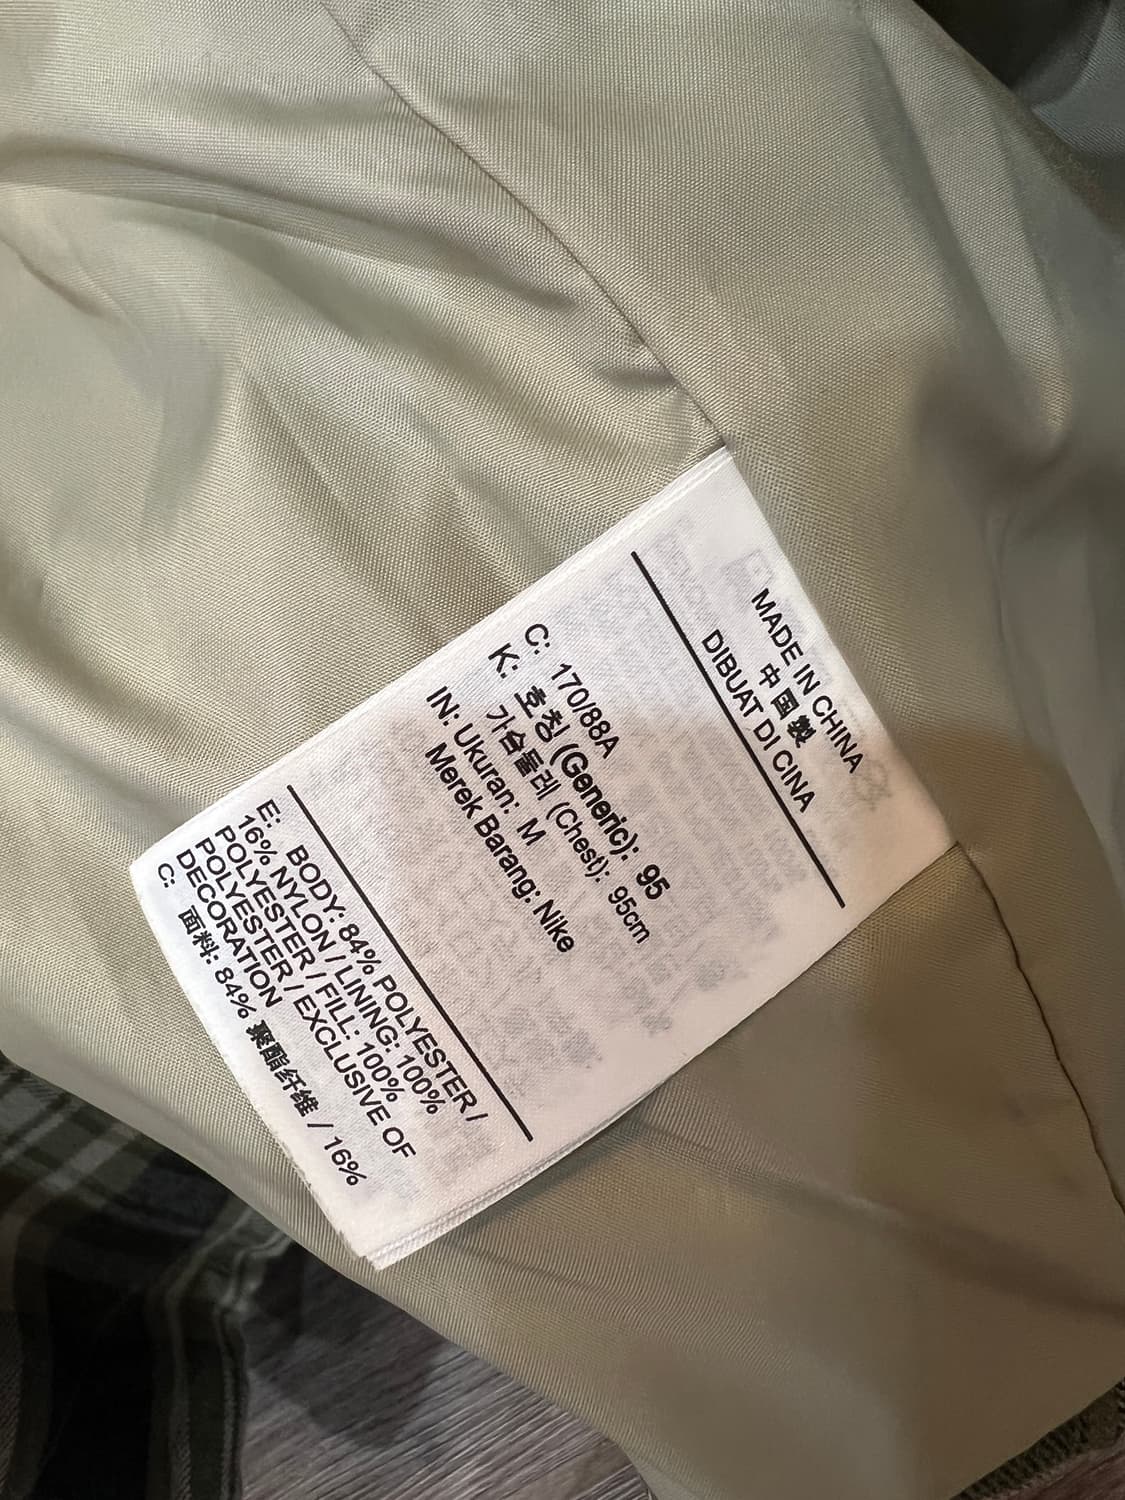 MADE IN CHINA
中国製
DIBUAT DI CINA
C: 170/88A
K: 호칭 (Generic): 95
가슴둘레 (Chest): 95cm
IN: Ukuran: M
Merek Barang: Nike
E: BODY: 84% POLYESTER /
16% NYLON / LINING: 100%
POLYESTER / FILL: 100%
POLYESTER / EXCLUSIVE OF
DECORATION
C: 面料: 84% 聚酯纤维 / 16%